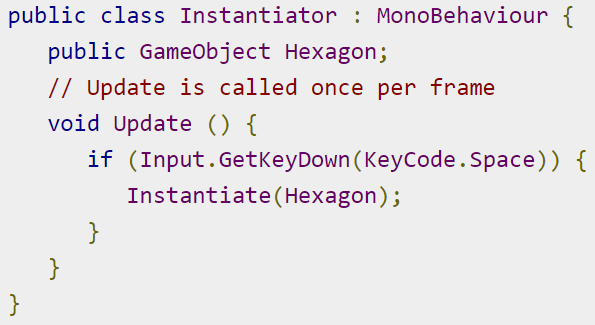 public class Instantiator : MonoBehaviour {
public GameObject Hexagon;
// Update is called once per frame
void Update () {
if (Input.GetKeyDown(KeyCode.Space)) {
Instantiate(Hexagon);
}
}
}